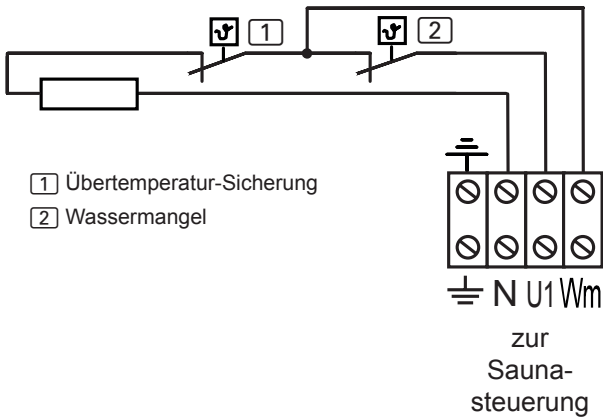 ϑ 1 ϑ 2
1 Übertemperatur-Sicherung
2 Wassermangel
N U1 Wm
zur
Sauna-
steuerung